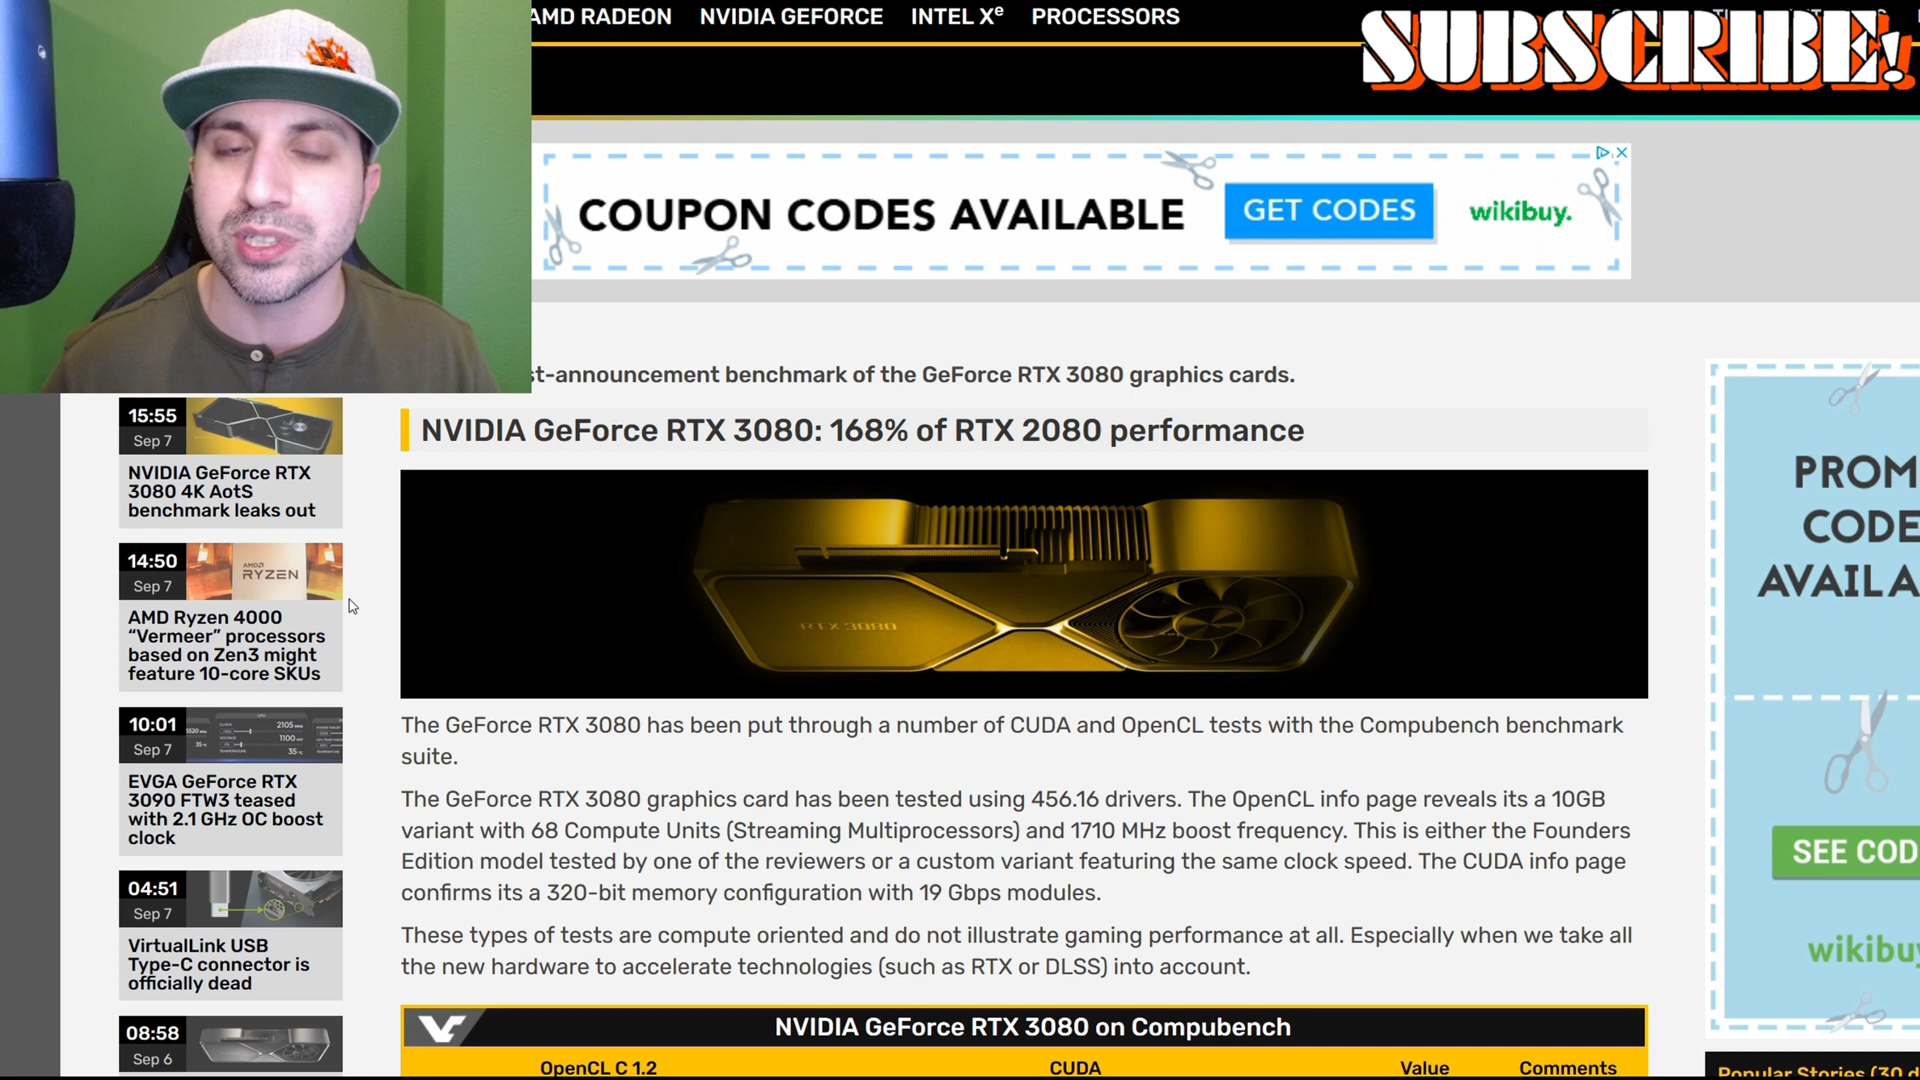 AMD RADEON NVIDIA GEFORCE INTEL Xe PROCESSORS
SUBSCRIBE!
COUPON CODES AVAILABLE
GET CODES
wikibuy.
st-announcement benchmark of the GeForce RTX 3080 graphics cards.
NVIDIA GeForce RTX 3080: 168% of RTX 2080 performance
15:55
Sep 7
NVIDIA GeForce RTX
3080 4K AotS
benchmark leaks out
14:50
Sep 7
AMD
RYZEN
AMD Ryzen 4000
“Vermeer” processors
based on Zen3 might
feature 10-core SKUs
10:01
Sep 7
2105
1100
35
EVGA GeForce RTX
3090 FTW3 teased
with 2.1 GHz OC boost
clock
04:51
Sep 7
VirtualLink USB
Type-C connector is
officially dead
08:58
Sep 6
RTX 3080
The GeForce RTX 3080 has been put through a number of CUDA and OpenCL tests with the Compubench benchmark
suite.
The GeForce RTX 3080 graphics card has been tested using 456.16 drivers. The OpenCL info page reveals its a 10GB
variant with 68 Compute Units (Streaming Multiprocessors) and 1710 MHz boost frequency. This is either the Founders
Edition model tested by one of the reviewers or a custom variant featuring the same clock speed. The CUDA info page
confirms its a 320-bit memory configuration with 19 Gbps modules.
These types of tests are compute oriented and do not illustrate gaming performance at all. Especially when we take all
the new hardware to accelerate technologies (such as RTX or DLSS) into account.
NVIDIA GeForce RTX 3080 on Compubench
OpenCL C 1.2 CUDA Value Comments
PROM
CODE
AVAILA
SEE COD
wikibuy
Popular Stories (30 d